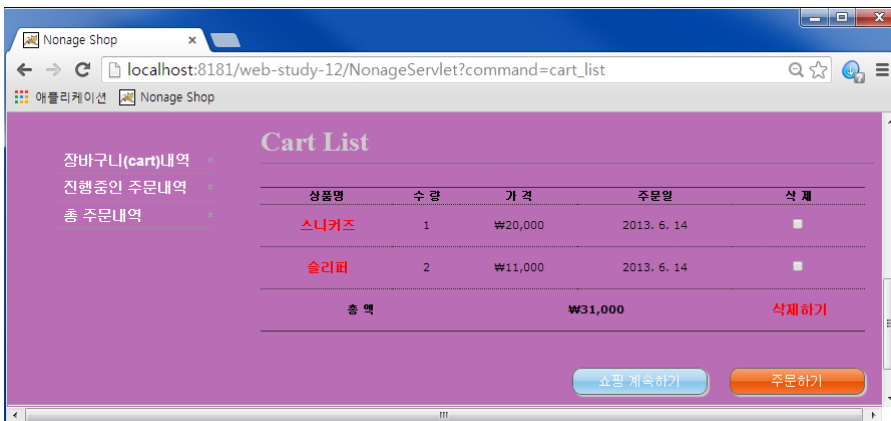 Nonage Shop
localhost:8181/web-study-12/NonageServlet?command=cart_list
애플리케이션 Nonage Shop
Cart List
장바구니(cart)내역
진행중인 주문내역
총 주문내역
상품명 수 량 가 격 주문일 삭 제
스니커즈 1 ₩20,000 2013. 6. 14
슬리퍼 2 ₩11,000 2013. 6. 14
총 액 ₩31,000 삭제하기
쇼핑 계속하기 주문하기